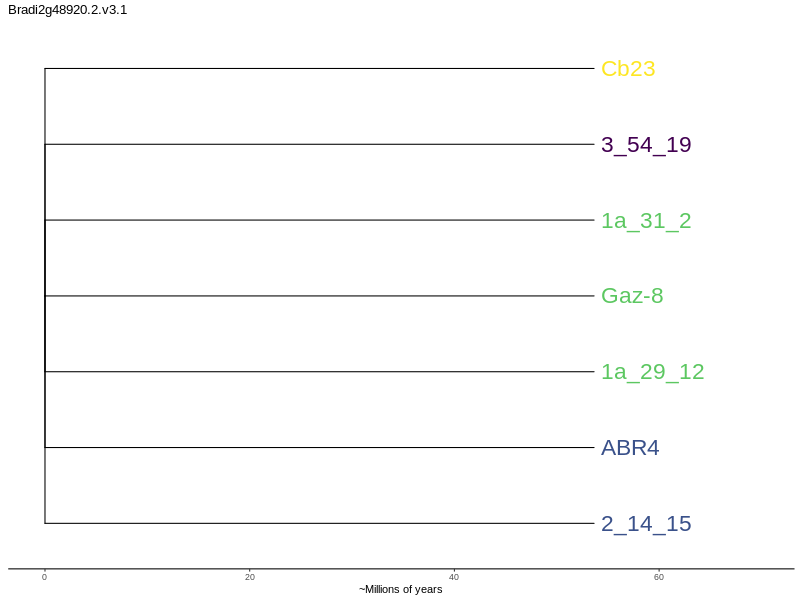 Bradi2g48920.2.v3.1
Cb23
3_54_19
1a_31_2
Gaz-8
1a_29_12
ABR4
2_14_15
0 20 40 60
~Millions of years